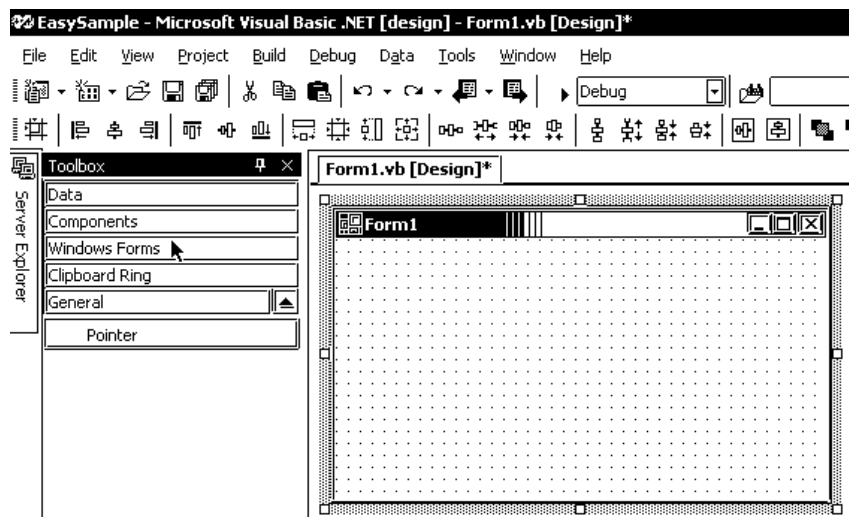 EasySample - Microsoft Visual Basic .NET [design] - Form1.vb [Design]*
File Edit View Project Build Debug Data Tools Window Help
Debug
Toolbox
Form1.vb [Design]*
Server Explorer
Data
Components
Windows Forms
Clipboard Ring
General
Pointer
Form1